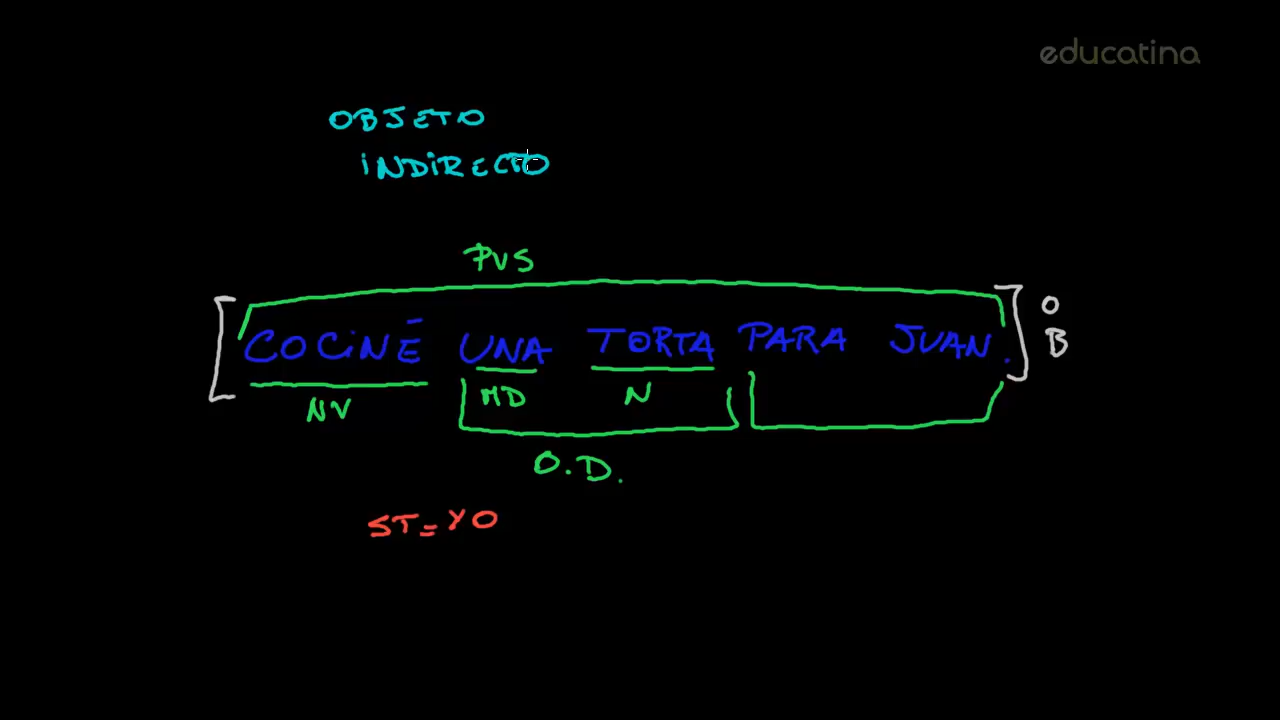 educatina
OBJETO
INDIRECTO
PVS
COCINÉ UNA TORTA PARA JUAN.
O
B
NV
MD
N
O.D.
ST=YO